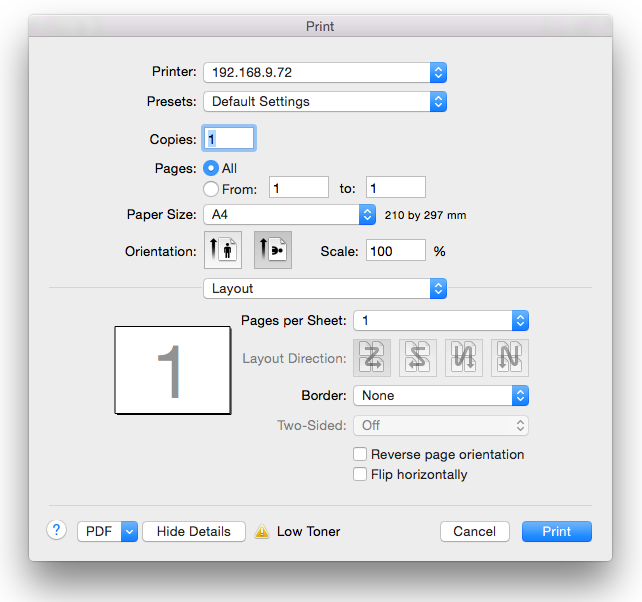 Print
Printer: 192.168.9.72
Presets: Default Settings
Copies: 1
Pages: All
From: 1 to: 1
Paper Size: A4 210 by 297 mm
Orientation: Scale: 100 %
Layout
Pages per Sheet: 1
1
Layout Direction:
Border: None
Two-Sided: Off
Reverse page orientation
Flip horizontally
? PDF Hide Details Low Toner Cancel Print